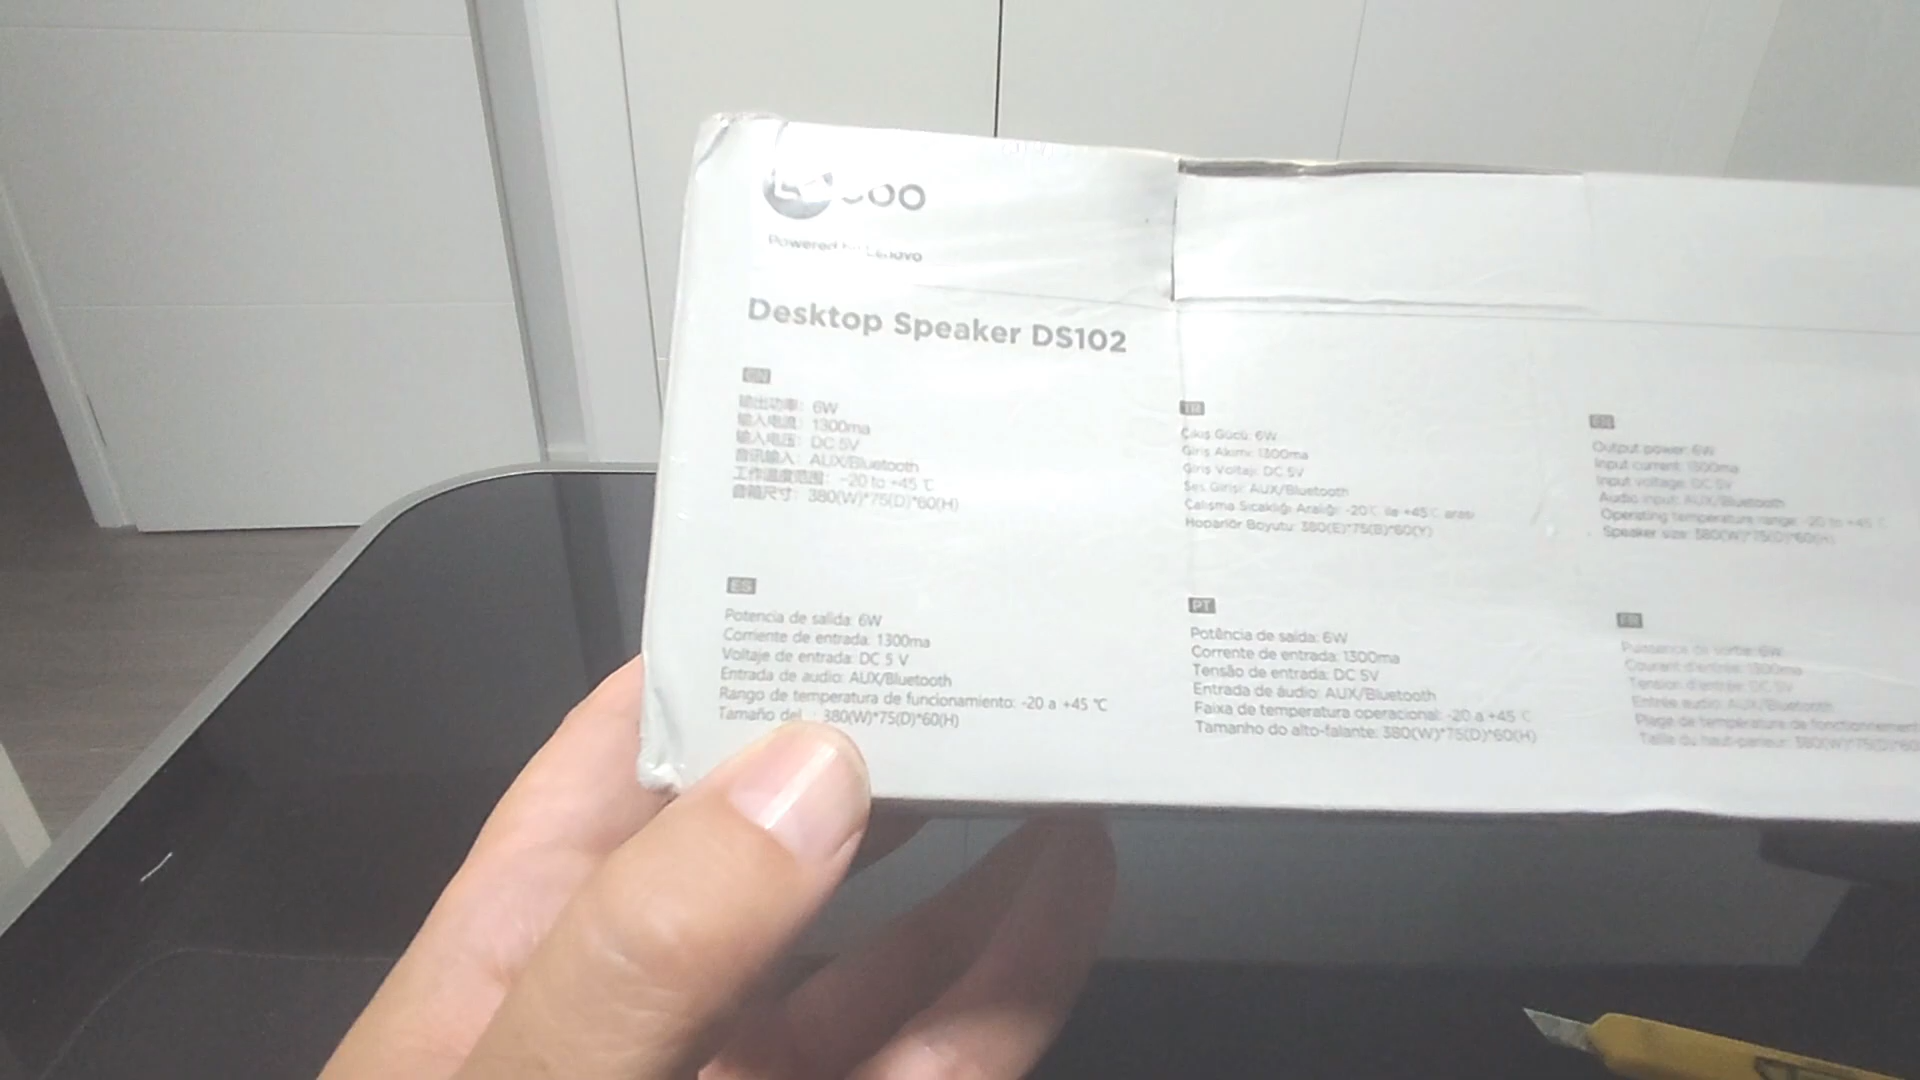 Powered by Lenovo
Desktop Speaker DS102
CN
输出功率: 6W
输入电流: 1300ma
输入电压: DC 5V
音讯输入: AUX/Bluetooth
工作温度范围: -20 to +45 ℃
音箱尺寸: 380(W)*75(D)*60(H)
TR
Çıkış Gücü: 6W
Giriş Akımı: 1300ma
Giriş Voltajı: DC 5V
Ses Girişi: AUX/Bluetooth
Çalışma Sıcaklığı Aralığı: -20℃ ila +45℃ arası
Hoparlör Boyutu: 380(E)*75(B)*60(Y)
EN
Output power: 6W
Input current: 1300ma
Input voltage: DC 5V
Audio input: AUX/Bluetooth
Operating temperature range: -20 to +45 ℃
Speaker size: 380(W)*75(D)*60(H)
ES
Potencia de salida: 6W
Corriente de entrada: 1300ma
Voltaje de entrada: DC 5 V
Entrada de audio: AUX/Bluetooth
Rango de temperatura de funcionamiento: -20 a +45 ℃
Tamaño del : 380(W)*75(D)*60(H)
PT
Potência de saída: 6W
Corrente de entrada: 1300ma
Tensão de entrada: DC 5V
Entrada de áudio: AUX/Bluetooth
Faixa de temperatura operacional: -20 a +45 ℃
Tamanho do alto-falante: 380(W)*75(D)*60(H)
FR
Puissance de sortie: 6W
Courant d'entrée: 1300ma
Tension d'entrée: DC 5V
Entrée audio: AUX/Bluetooth
Plage de température de fonctionnement
Taille du haut-parleur: 380(W)*75(D)*60